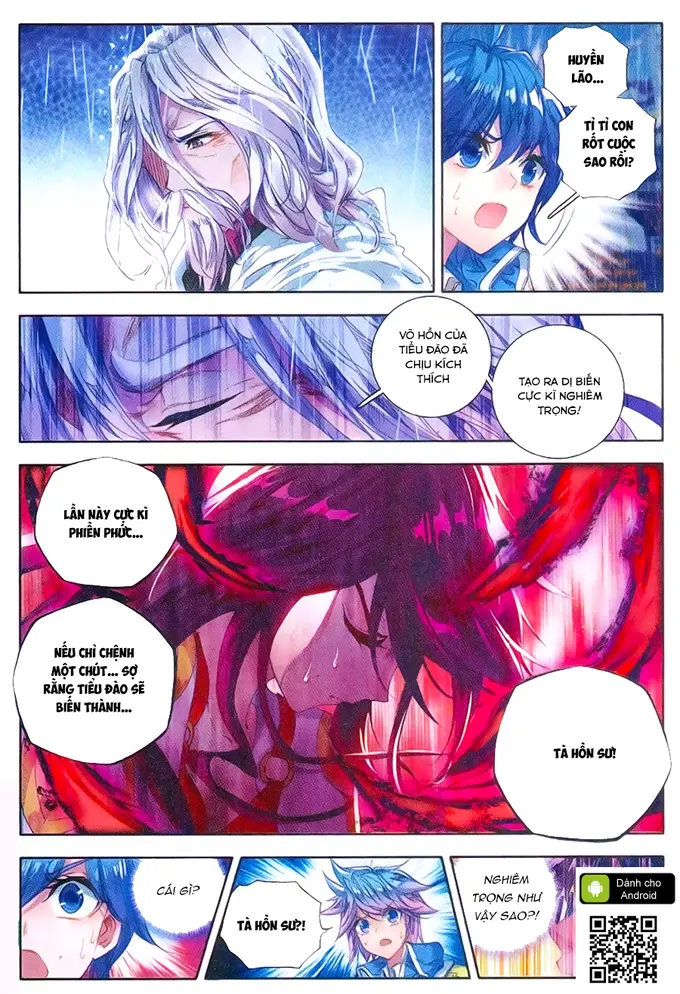 HUYỀN
LÃO...
TỈ TỈ CON
RỐT CUỘC
SAO RỒI?
VÕ HỒN CỦA
TIỂU ĐÀO ĐÃ
CHỊU KÍCH
THÍCH
TẠO RA DỊ BIẾN
CỰC KÌ NGHIÊM
TRỌNG!
LẦN NÀY CỰC KÌ
PHIỀN PHỨC...
NẾU CHỈ CHỆNH
MỘT CHÚT... SỢ
RẰNG TIỂU ĐÀO SẼ
BIẾN THÀNH...
TÀ HỒN SƯ!
CÁI GÌ?
TÀ HỒN SƯ?!
NGHIÊM
TRỌNG NHƯ
VẬY SAO?!
Dành cho
Android